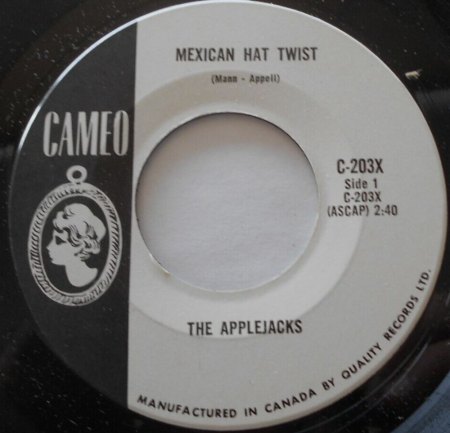 MEXICAN HAT TWIST
(Mann - Appell)
CAMEO
C-203X
Side 1
C-203X
(ASCAP) 2:40
THE APPLEJACKS
MANUFACTURED IN CANADA BY QUALITY RECORDS LTD.